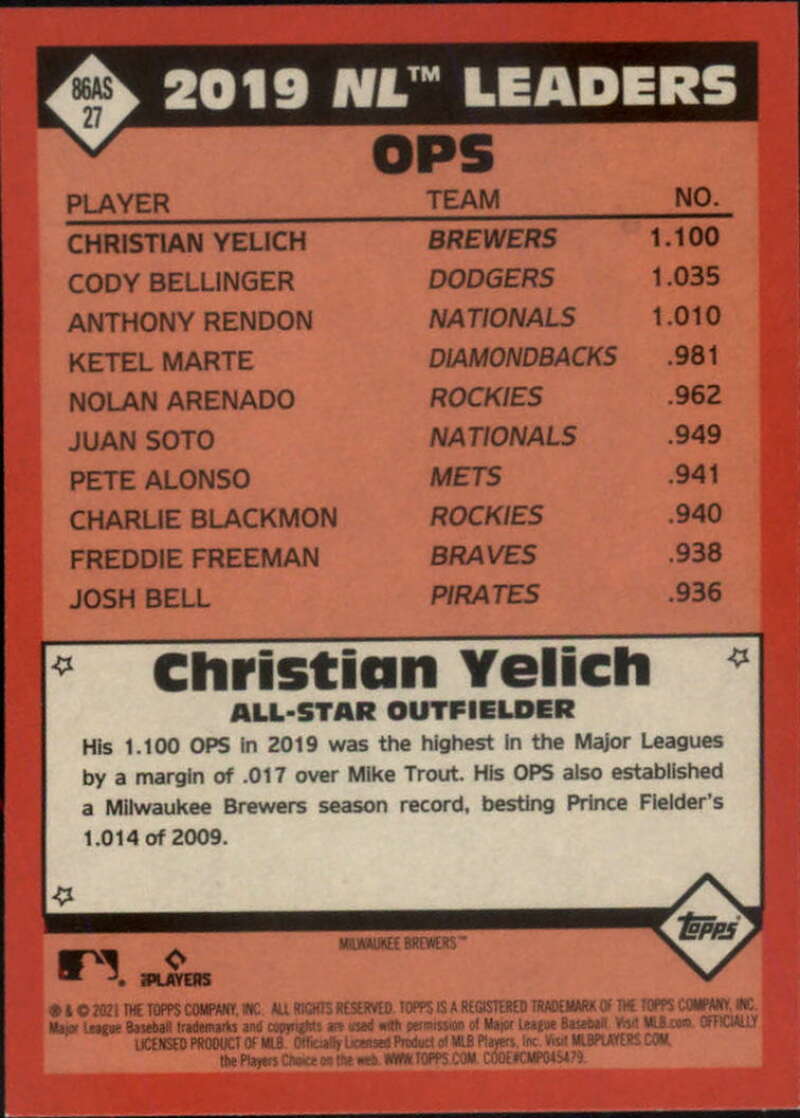 86AS
27
2019 NL™ LEADERS
OPS
PLAYER TEAM NO.
CHRISTIAN YELICH BREWERS 1.100
CODY BELLINGER DODGERS 1.035
ANTHONY RENDON NATIONALS 1.010
KETEL MARTE DIAMONDBACKS .981
NOLAN ARENADO ROCKIES .962
JUAN SOTO NATIONALS .949
PETE ALONSO METS .941
CHARLIE BLACKMON ROCKIES .940
FREDDIE FREEMAN BRAVES .938
JOSH BELL PIRATES .936
Christian Yelich
ALL-STAR OUTFIELDER
His 1.100 OPS in 2019 was the highest in the Major Leagues
by a margin of .017 over Mike Trout. His OPS also established
a Milwaukee Brewers season record, besting Prince Fielder's
1.014 of 2009.
topps®
MILWAUKEE BREWERS™
MLB PLAYERS
® & © 2021 THE TOPPS COMPANY, INC. ALL RIGHTS RESERVED. TOPPS IS A REGISTERED TRADEMARK OF THE TOPPS COMPANY, INC.
Major League Baseball trademarks and copyrights are used with permission of Major League Baseball. Visit MLB.com. OFFICIALLY
LICENSED PRODUCT OF MLB. Officially Licensed Product of MLB Players, Inc. Visit MLBPLAYERS.COM,
the Players Choice on the web. WWW.TOPPS.COM. CODE#CMP045479.